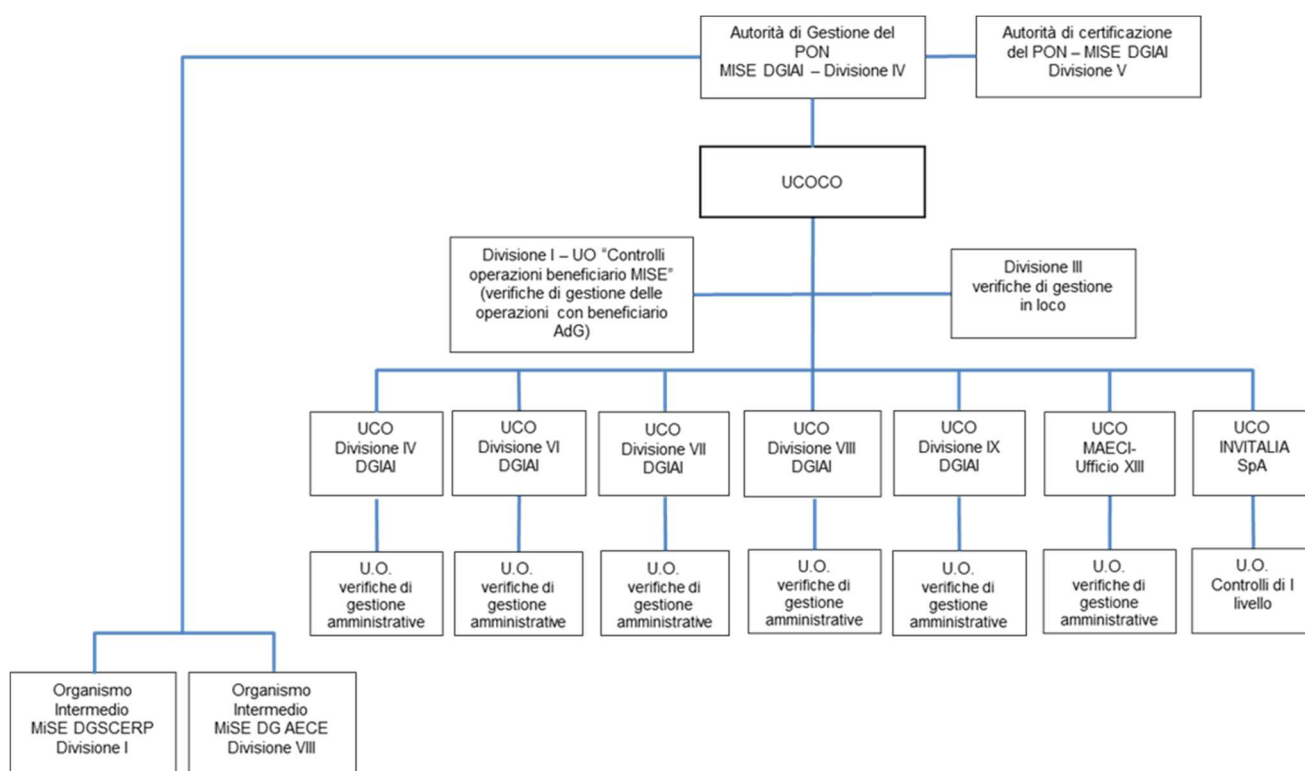 Autorità di Gestione del
PON
MISE DGIAI – Divisione IV
Autorità di certificazione
del PON – MISE DGIAI
Divisione V
UCOCO
Divisione I – UO "Controlli
operazioni beneficiario MISE"
(verifiche di gestione delle
operazioni con beneficiario
AdG)
Divisione III
verifiche di gestione
in loco
UCO
Divisione IV
DGIAI
UCO
Divisione VI
DGIAI
UCO
Divisione VII
DGIAI
UCO
Divisione VIII
DGIAI
UCO
Divisione IX
DGIAI
UCO
MAECI-
Ufficio XIII
UCO
INVITALIA
SpA
U.O.
verifiche di
gestione
amministrative
U.O.
verifiche di
gestione
amministrative
U.O.
verifiche di
gestione
amministrative
U.O.
verifiche di
gestione
amministrative
U.O.
verifiche di
gestione
amministrative
U.O.
verifiche di
gestione
amministrative
U.O.
Controlli di I
livello
Organismo
Intermedio
MiSE DGSCERP
Divisione I
Organismo
Intermedio
MiSE DG AECE
Divisione VIII